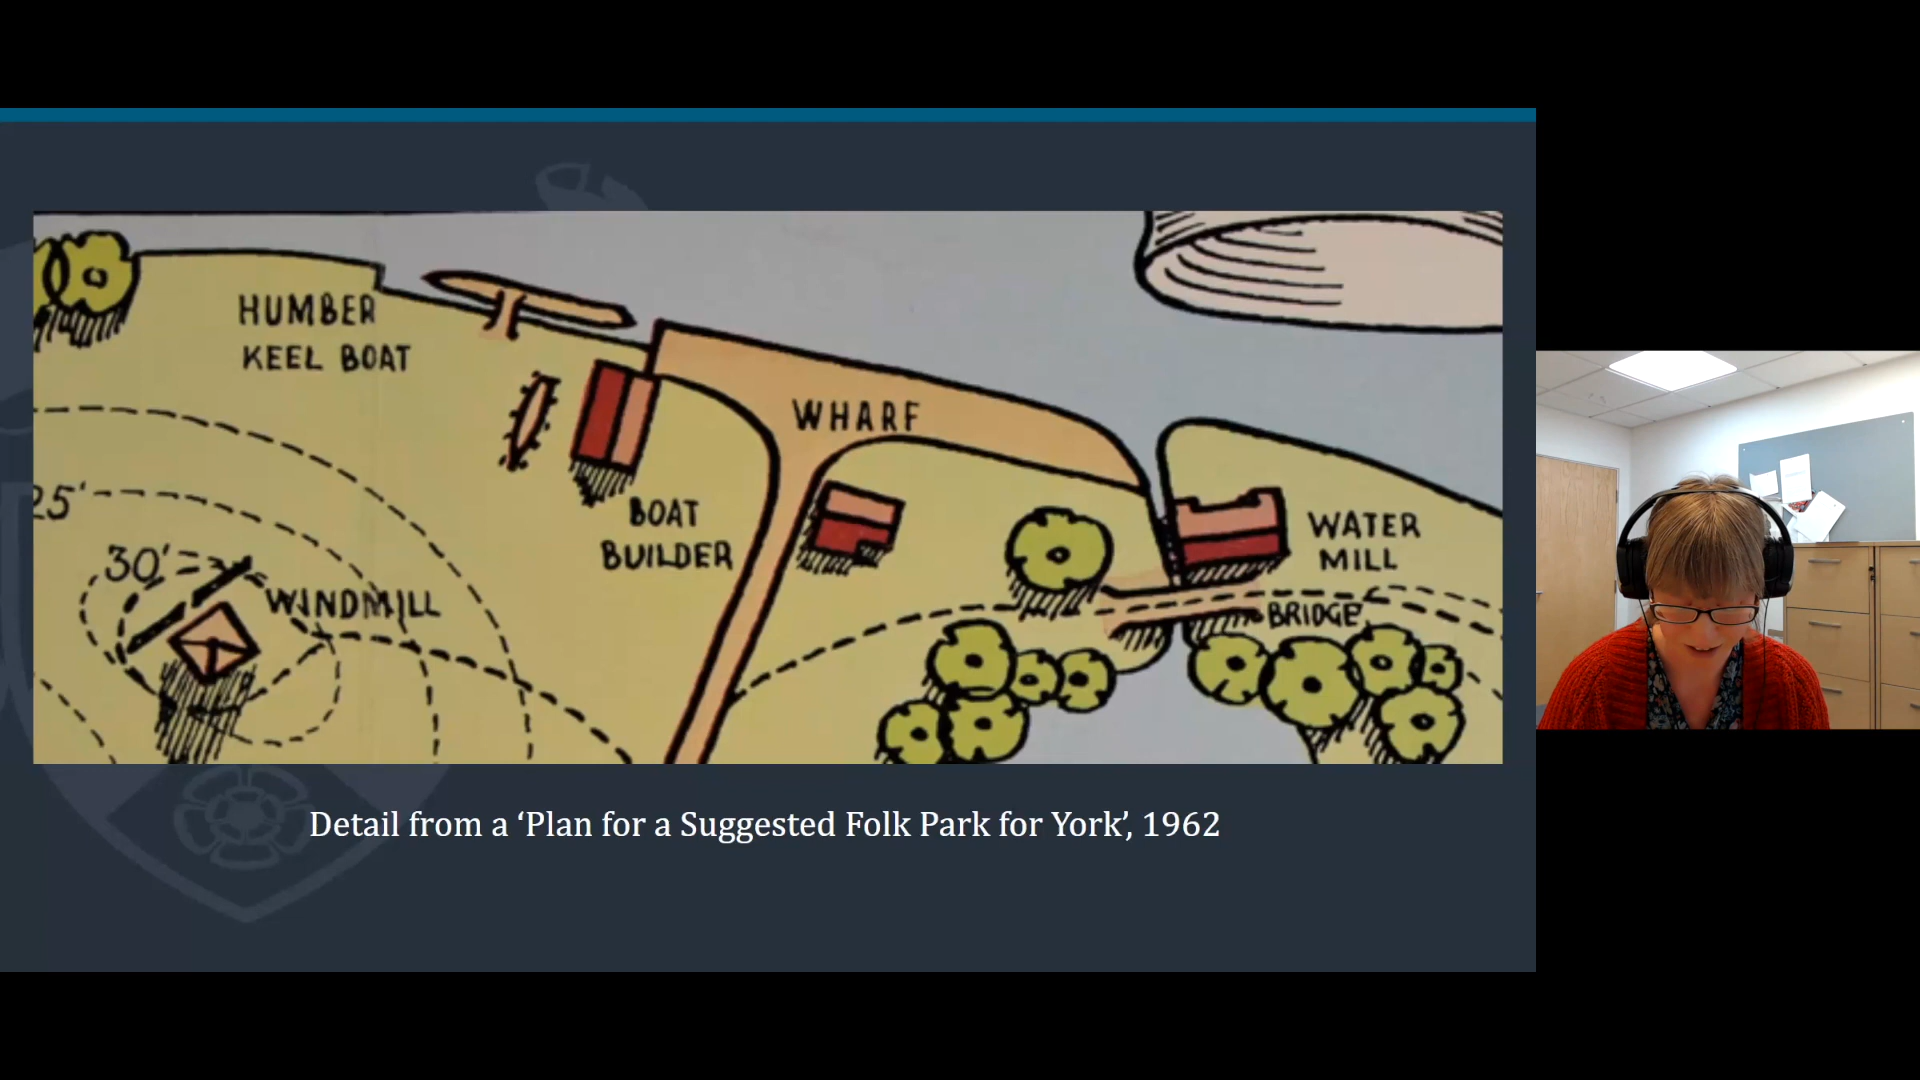 HUMBER
KEEL BOAT
WHARF
BOAT
BUILDER
WATER
MILL
25'
30'
WINDMILL
BRIDGE
Detail from a ‘Plan for a Suggested Folk Park for York’, 1962